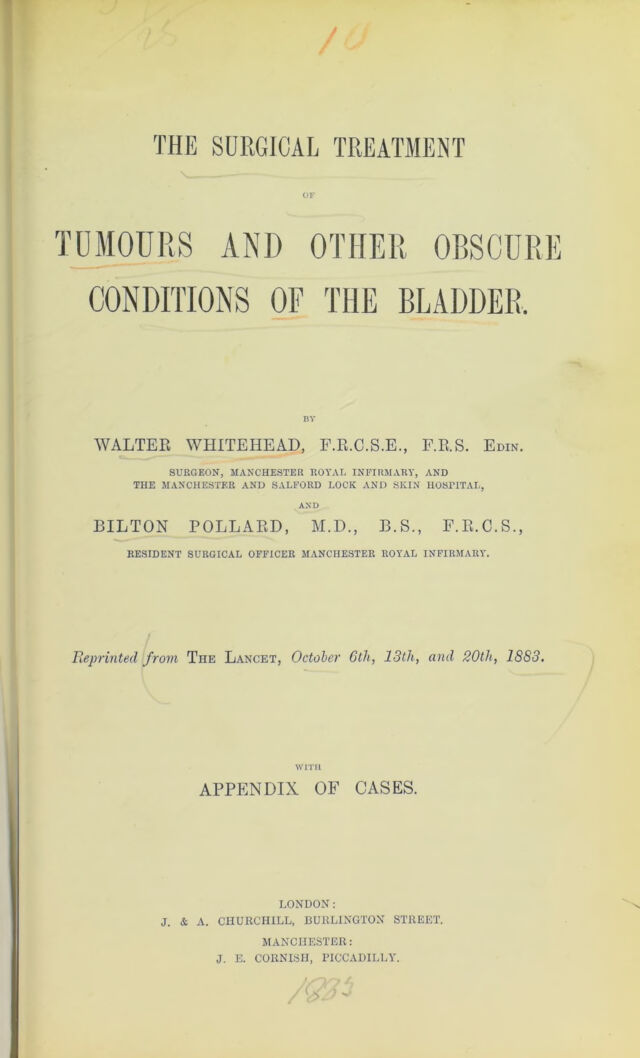 10
THE SURGICAL TREATMENT
OF
TUMOURS AND OTHER OBSCURE
CONDITIONS OF THE BLADDER.
BY
WALTER WHITEHEAD, F.R.C.S.E., F.R.S. EDIN.
SURGEON, MANCHESTER ROYAL INFIRMARY, AND
THE MANCHESTER AND SALFORD LOCK AND SKIN HOSPITAL,
AND
BILTON POLLARD, M.D., B.S., F.R.C.S.,
RESIDENT SURGICAL OFFICER MANCHESTER ROYAL INFIRMARY.
Reprinted from THE LANCET, October 6th, 13th, and 20th, 1883.
WITH
APPENDIX OF CASES.
LONDON:
J. & A. CHURCHILL, BURLINGTON STREET.
MANCHESTER:
J. E. CORNISH, PICCADILLY.